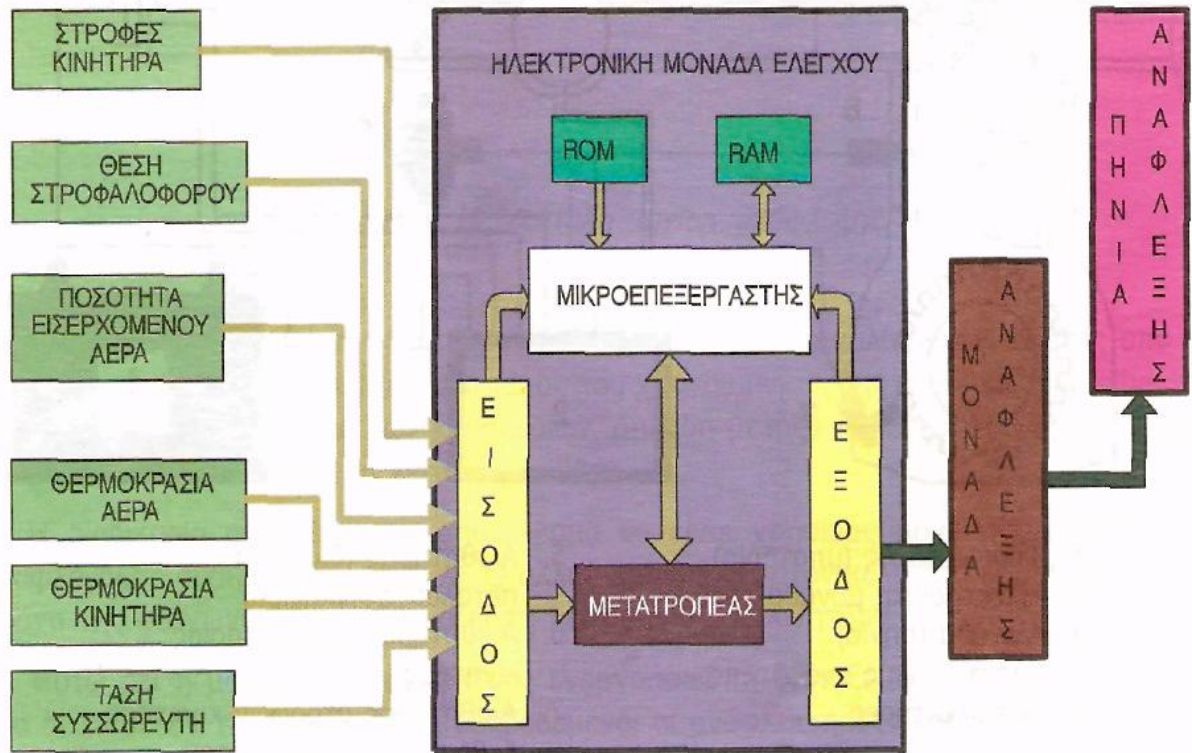 ΣΤΡΟΦΕΣ
ΚΙΝΗΤΗΡΑ
ΘΕΣΗ
ΣΤΡΟΦΑΛΟΦΟΡΟΥ
ΠΟΣΟΤΗΤΑ
ΕΙΣΕΡΧΟΜΕΝΟΥ
ΑΕΡΑ
ΘΕΡΜΟΚΡΑΣΙΑ
ΑΕΡΑ
ΘΕΡΜΟΚΡΑΣΙΑ
ΚΙΝΗΤΗΡΑ
ΤΑΣΗ
ΣΥΣΣΩΡΕΥΤΗ
ΗΛΕΚΤΡΟΝΙΚΗ ΜΟΝΑΔΑ ΕΛΕΓΧΟΥ
ROM
RAM
ΜΙΚΡΟΕΠΕΞΕΡΓΑΣΤΗΣ
ΕΙΣΟΔΟΣ
ΜΕΤΑΤΡΟΠΕΑΣ
ΕΞΟΔΟΣ
ΜΟΝΑΔΑ
ΑΝΑΦΛΕΞΗΣ
ΠΗΝΙΑ
ΑΝΑΦΛΕΞΗΣ